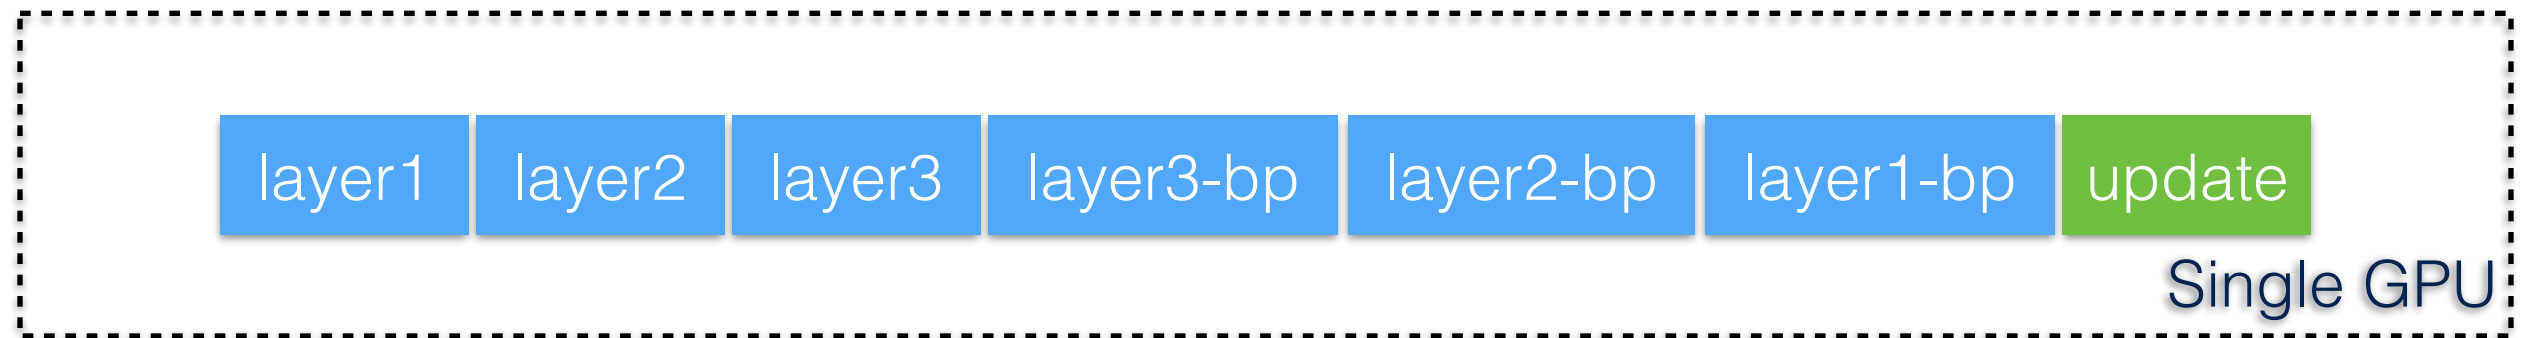 layer1 layer2 layer3 layer3-bp layer2-bp layer1-bp update
Single GPU